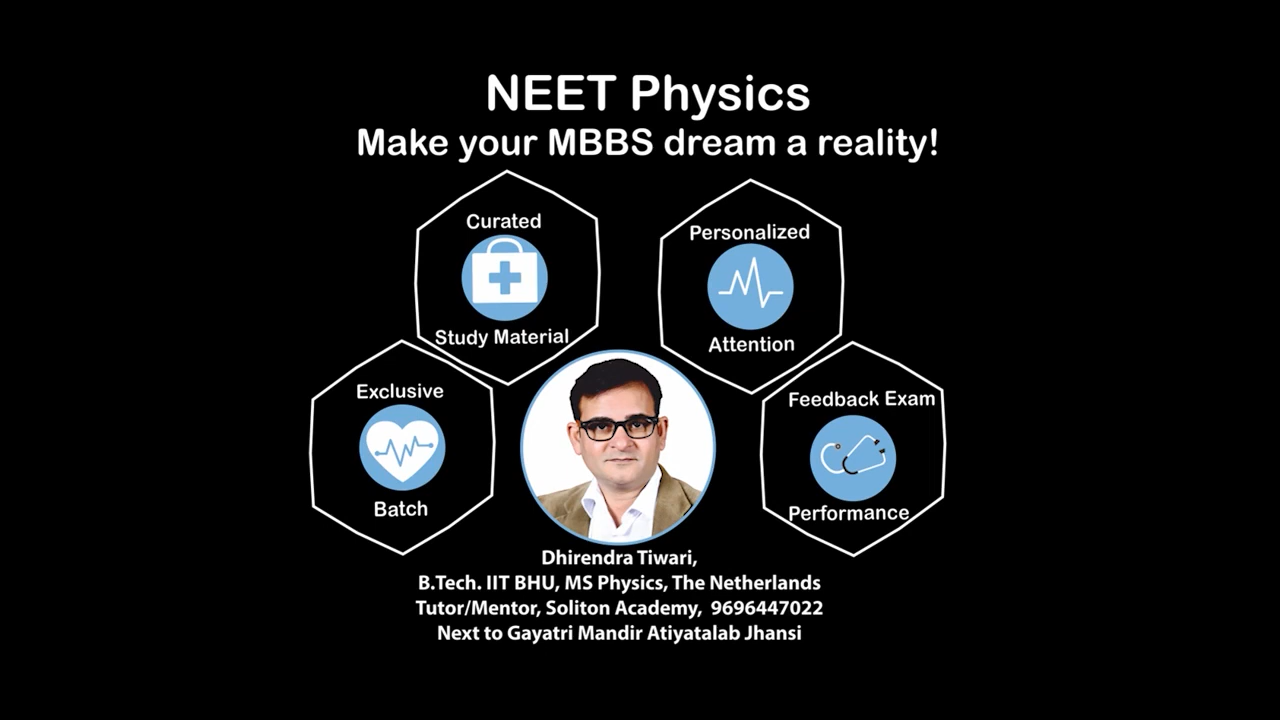 NEET Physics
Make your MBBS dream a reality!
Curated
Study Material
Personalized
Attention
Exclusive
Batch
Feedback Exam
Performance
Dhirendra Tiwari,
B.Tech. IIT BHU, MS Physics, The Netherlands
Tutor/Mentor, Soliton Academy, 9696447022
Next to Gayatri Mandir Atiyatalab Jhansi